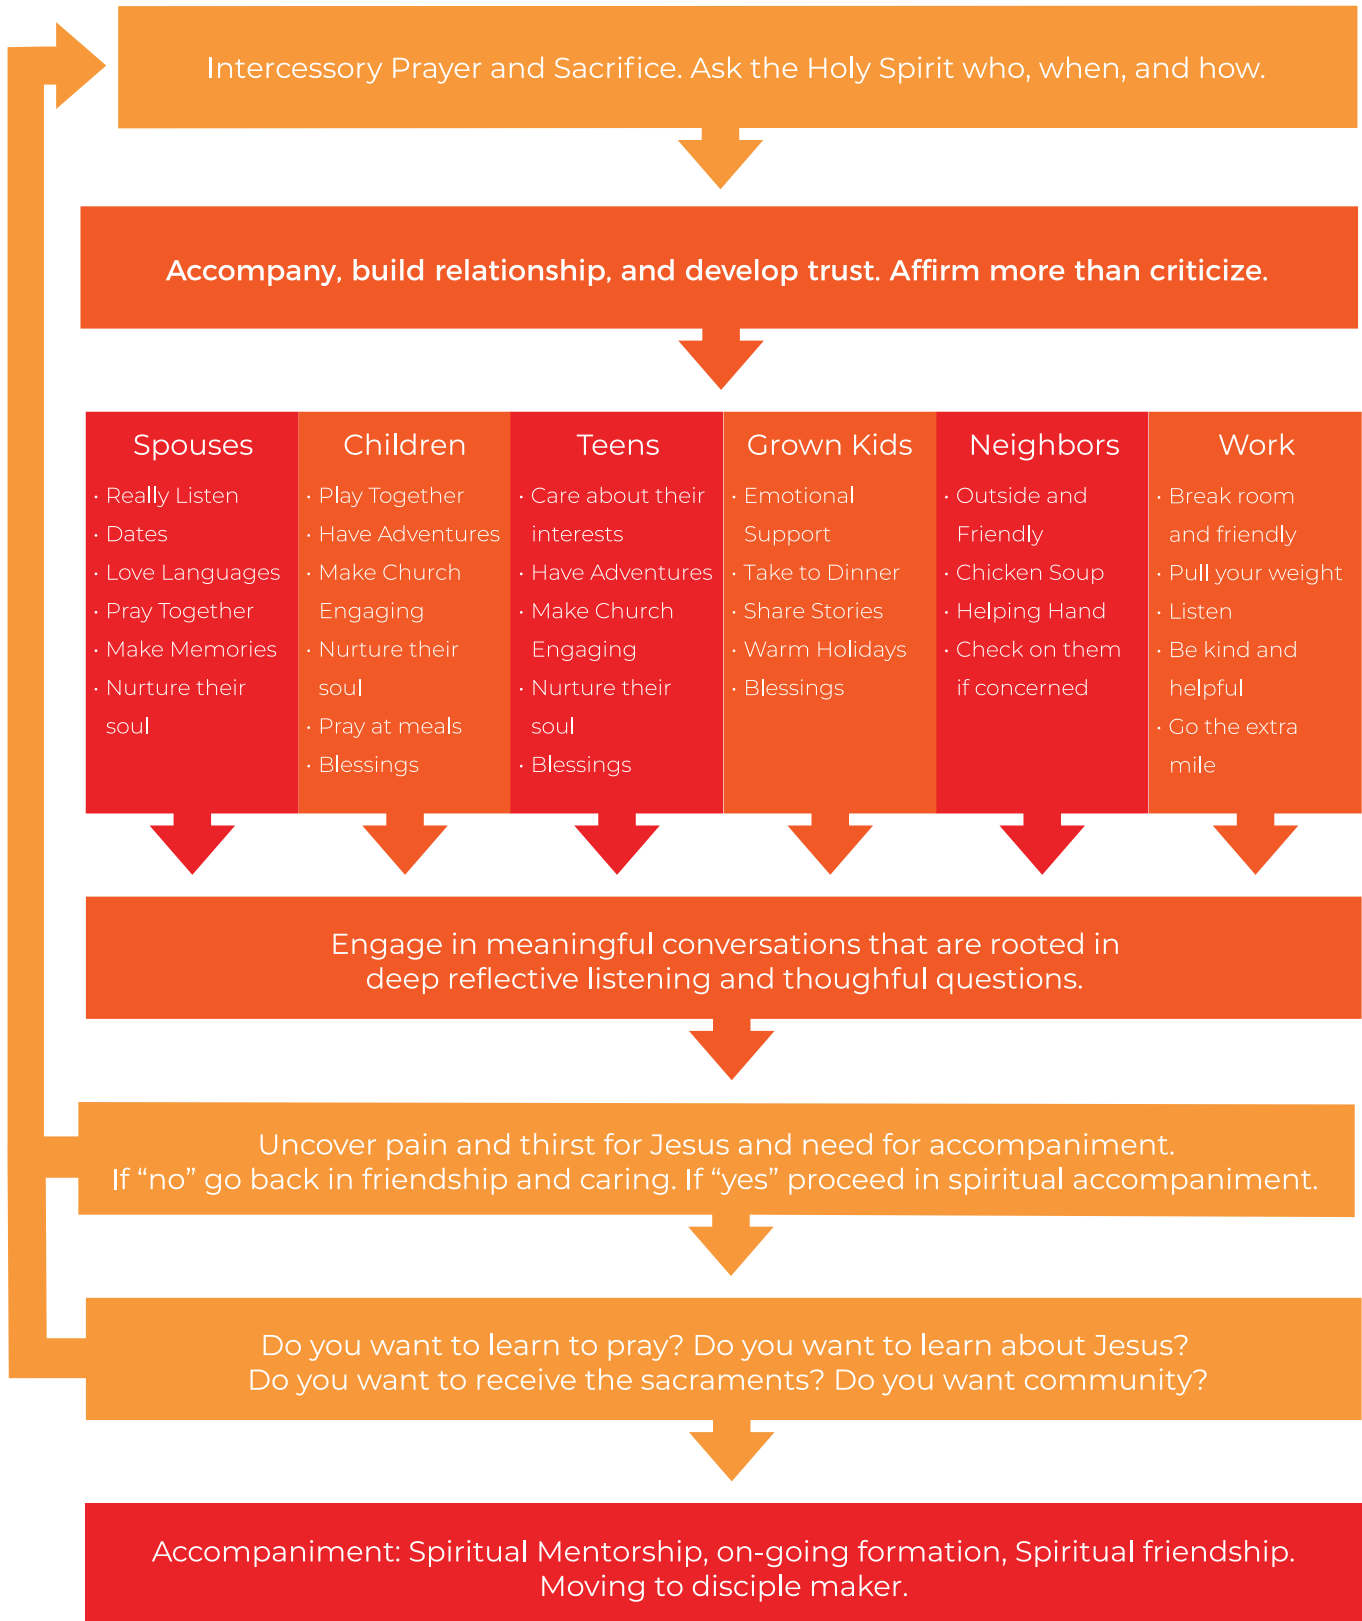 Intercessory Prayer and Sacrifice. Ask the Holy Spirit who, when, and how.
Accompany, build relationship, and develop trust. Affirm more than criticize.
Spouses
· Really Listen
· Dates
· Love Languages
· Pray Together
· Make Memories
· Nurture their
soul
Children
· Play Together
· Have Adventures
· Make Church
Engaging
· Nurture their
soul
· Pray at meals
· Blessings
Teens
· Care about their
interests
· Have Adventures
· Make Church
Engaging
· Nurture their
soul
· Blessings
Grown Kids
· Emotional
Support
· Take to Dinner
· Share Stories
· Warm Holidays
· Blessings
Neighbors
· Outside and
Friendly
· Chicken Soup
· Helping Hand
· Check on them
if concerned
Work
· Break room
and friendly
· Pull your weight
· Listen
· Be kind and
helpful
· Go the extra
mile
Engage in meaningful conversations that are rooted in
deep reflective listening and thoughtful questions.
Uncover pain and thirst for Jesus and need for accompaniment.
If “no” go back in friendship and caring. If “yes” proceed in spiritual accompaniment.
Do you want to learn to pray? Do you want to learn about Jesus?
Do you want to receive the sacraments? Do you want community?
Accompaniment: Spiritual Mentorship, on-going formation, Spiritual friendship.
Moving to disciple maker.